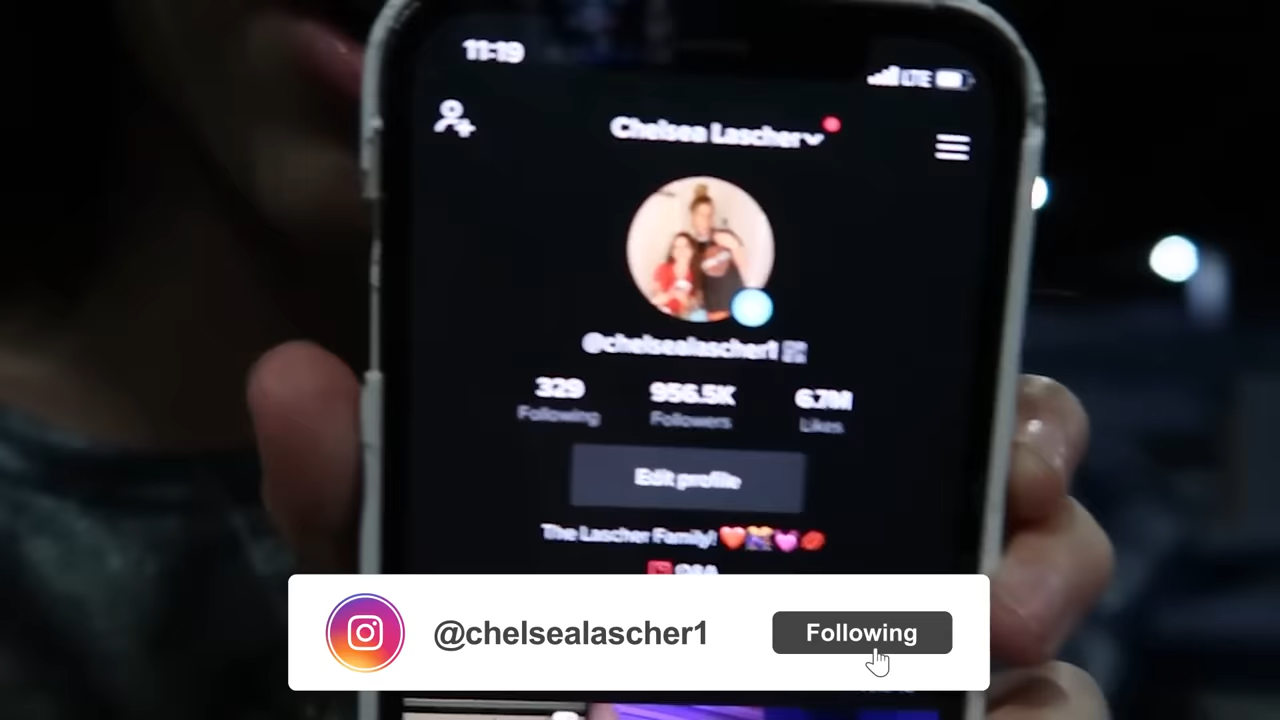 11:19
LTE
Chelsea Lascher
@chelsealascher1
329 956.5K 6.7M
Following Followers Likes
Edit profile
The Lascher Family!
Q&A
@chelsealascher1
Following